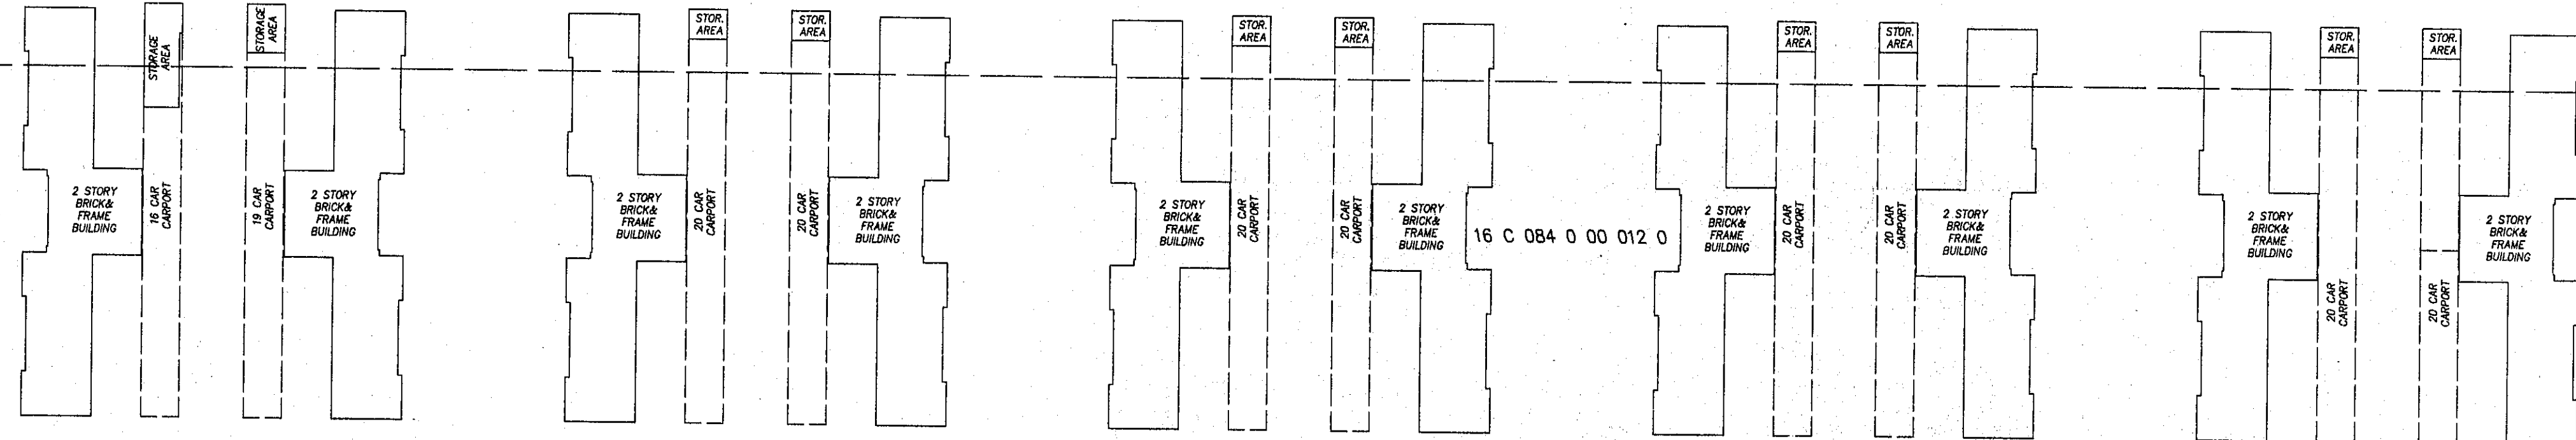 STORAGE
AREA
STORAGE
AREA
STOR.
AREA
STOR.
AREA
STOR.
AREA
STOR.
AREA
STOR.
AREA
STOR.
AREA
STOR.
AREA
STOR.
AREA
2 STORY
BRICK&
FRAME
BUILDING
16 CAR
CARPORT
19 CAR
CARPORT
2 STORY
BRICK&
FRAME
BUILDING
2 STORY
BRICK&
FRAME
BUILDING
20 CAR
CARPORT
20 CAR
CARPORT
2 STORY
BRICK&
FRAME
BUILDING
2 STORY
BRICK&
FRAME
BUILDING
20 CAR
CARPORT
20 CAR
CARPORT
2 STORY
BRICK&
FRAME
BUILDING
16 C 084 0 00 012 0
2 STORY
BRICK&
FRAME
BUILDING
20 CAR
CARPORT
20 CAR
CARPORT
2 STORY
BRICK&
FRAME
BUILDING
2 STORY
BRICK&
FRAME
BUILDING
20 CAR
CARPORT
20 CAR
CARPORT
2 STORY
BRICK&
FRAME
BUILDING